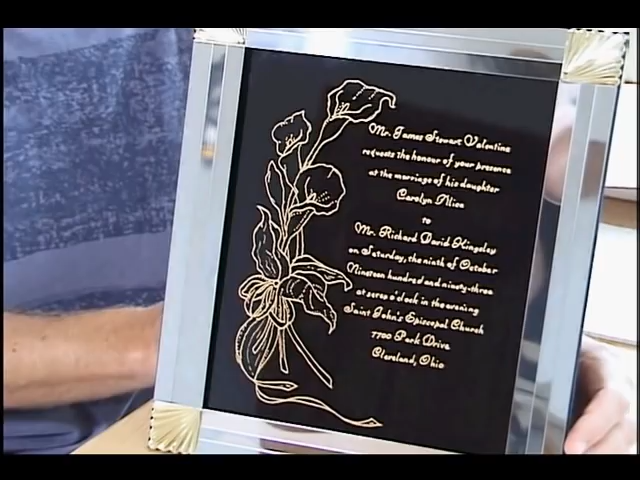 Mr. James Stewart Valentine
requests the honour of your presence
at the marriage of his daughter
Carolyn Alice
to
Mr. Richard David Kingsley
on Saturday, the ninth of October
Nineteen hundred and ninety-three
at seven o'clock in the evening
Saint John's Episcopal Church
7700 Park Drive
Cleveland, Ohio